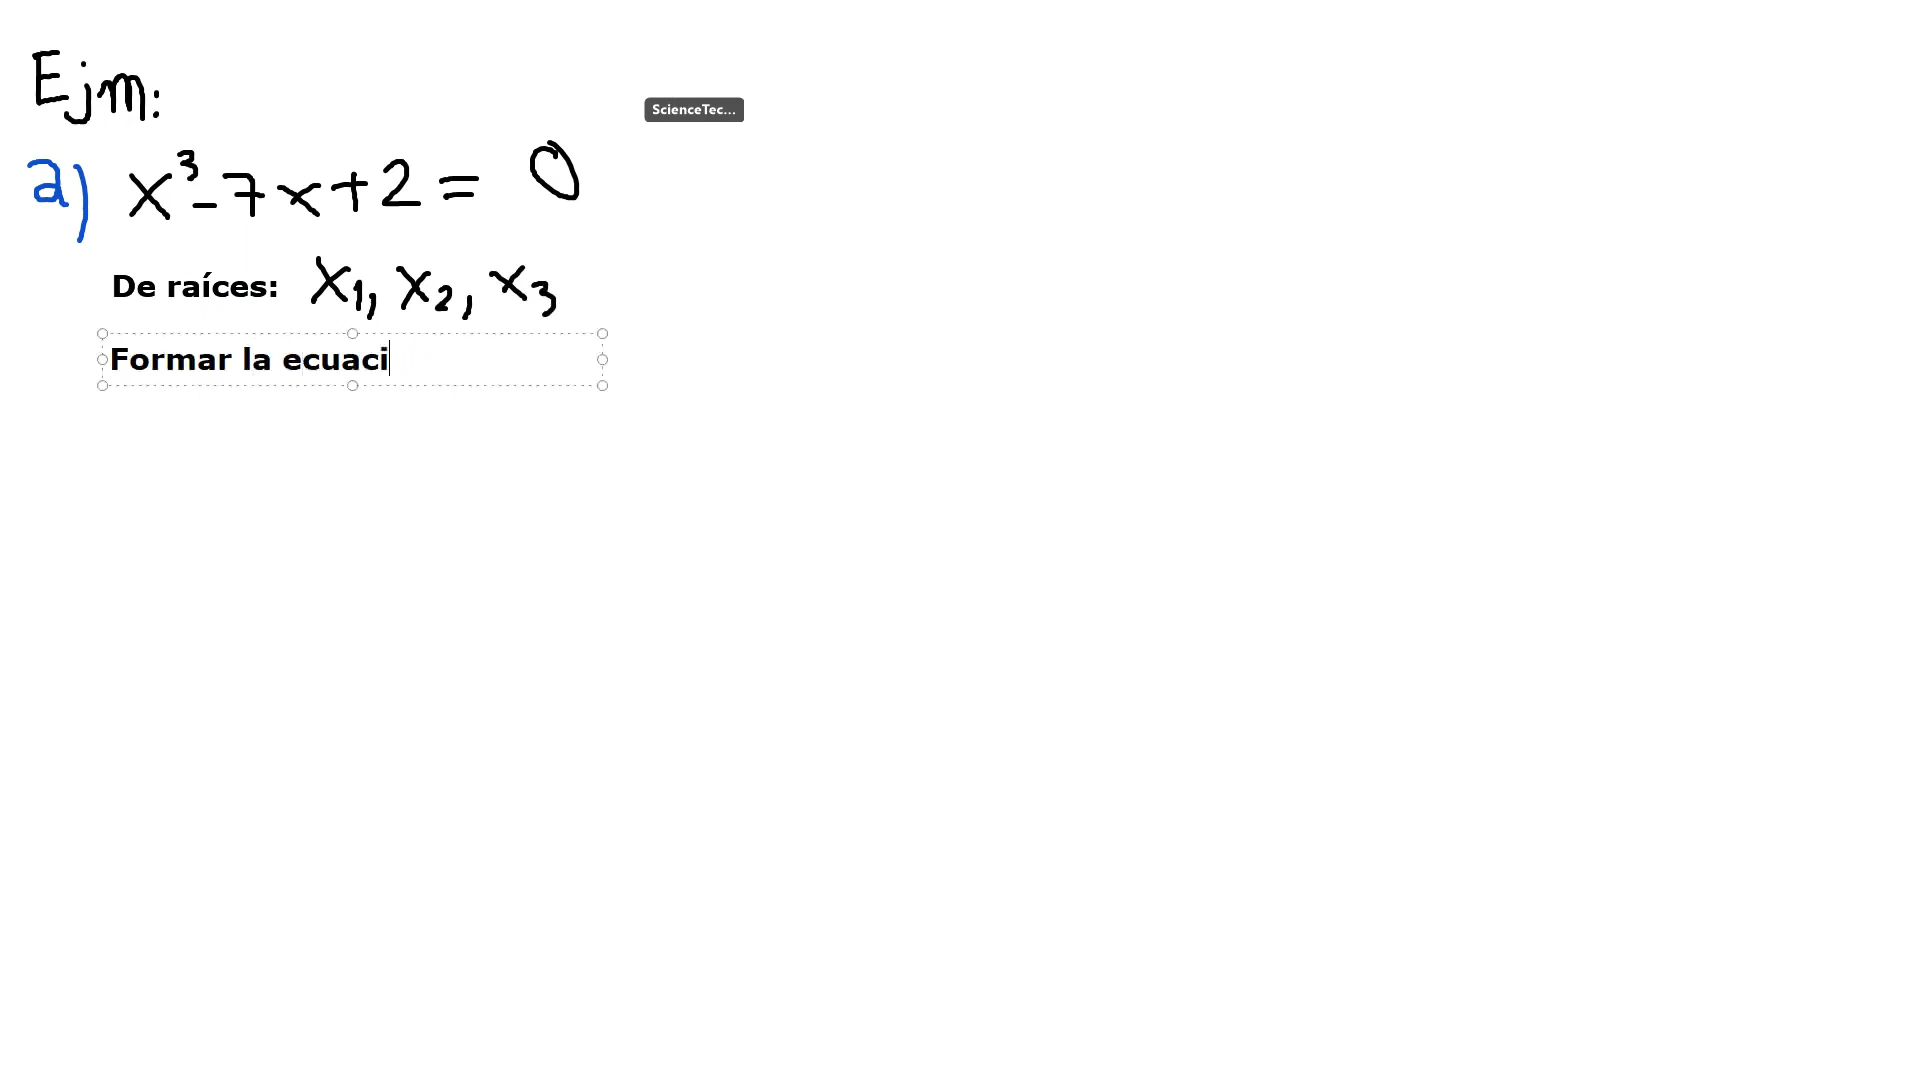 Ejm:
ScienceTec...
a) x³-7x+2= 0
De raíces: x₁, x₂, x₃
Formar la ecuaci